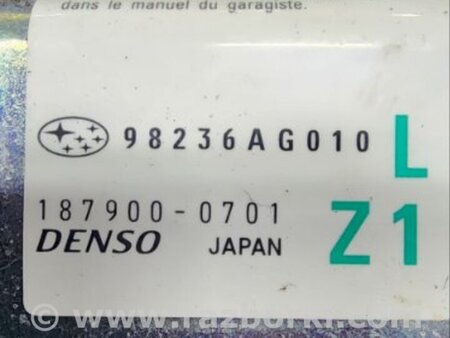 dans le manuel du garagiste.
98236AG010 L
187900-0701 Z1
DENSO JAPAN
© www.razborki.com